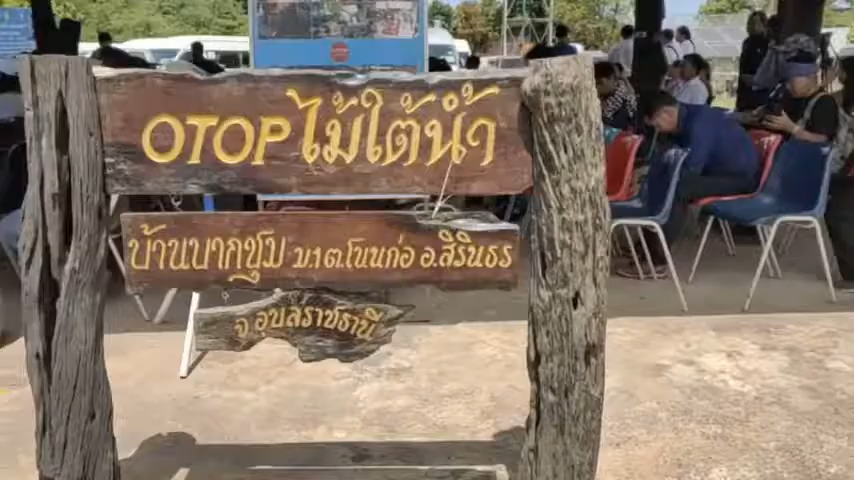 OTOP ไม้ใต้น้ำ
บ้านบากชุม ม.1 ต.โนนก่อ อ.สิรินธร
จ.อุบลราชธานี